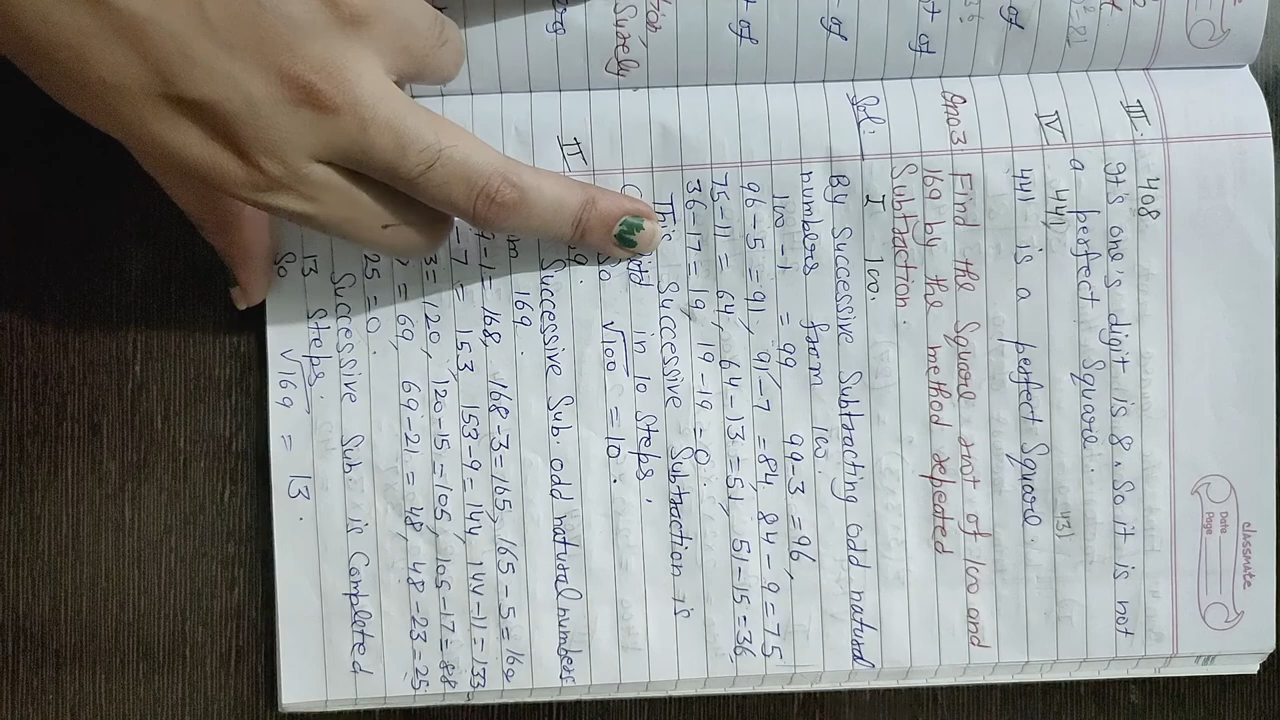 classmate
Date
Page
III. 408
It's one's digit is 8. So it is not
a perfect Square.
IV 441
441 is a perfect Square.
Qno3 Find the Square root of 100 and
169 by the method repeated
Subtraction.
Sol: I 100.
By Successive Subtracting odd natural
numbers from 100.
100 - 1 = 99 99-3 = 96,
96-5 = 91, 91-7 = 84, 84-9 = 75
75-11 = 64, 64-13 = 51, 51-15 = 36,
36-17 = 19, 19-19 = 0.
This Successive Subtraction is
in 10 Steps.
So √100 = 10.
II
Successive Sub. odd natural numbers
169.
-1 = 168, 168-3 = 165, 165-5 = 160
-7 = 153, 153-9 = 144, 144-11 = 133
3 = 120, 120-15 = 105, 105-17 = 88
= 69, 69-21 = 48, 48-23 = 25
25 = 0.
Successive Sub. is Completed
13 Steps.
So √169 = 13.